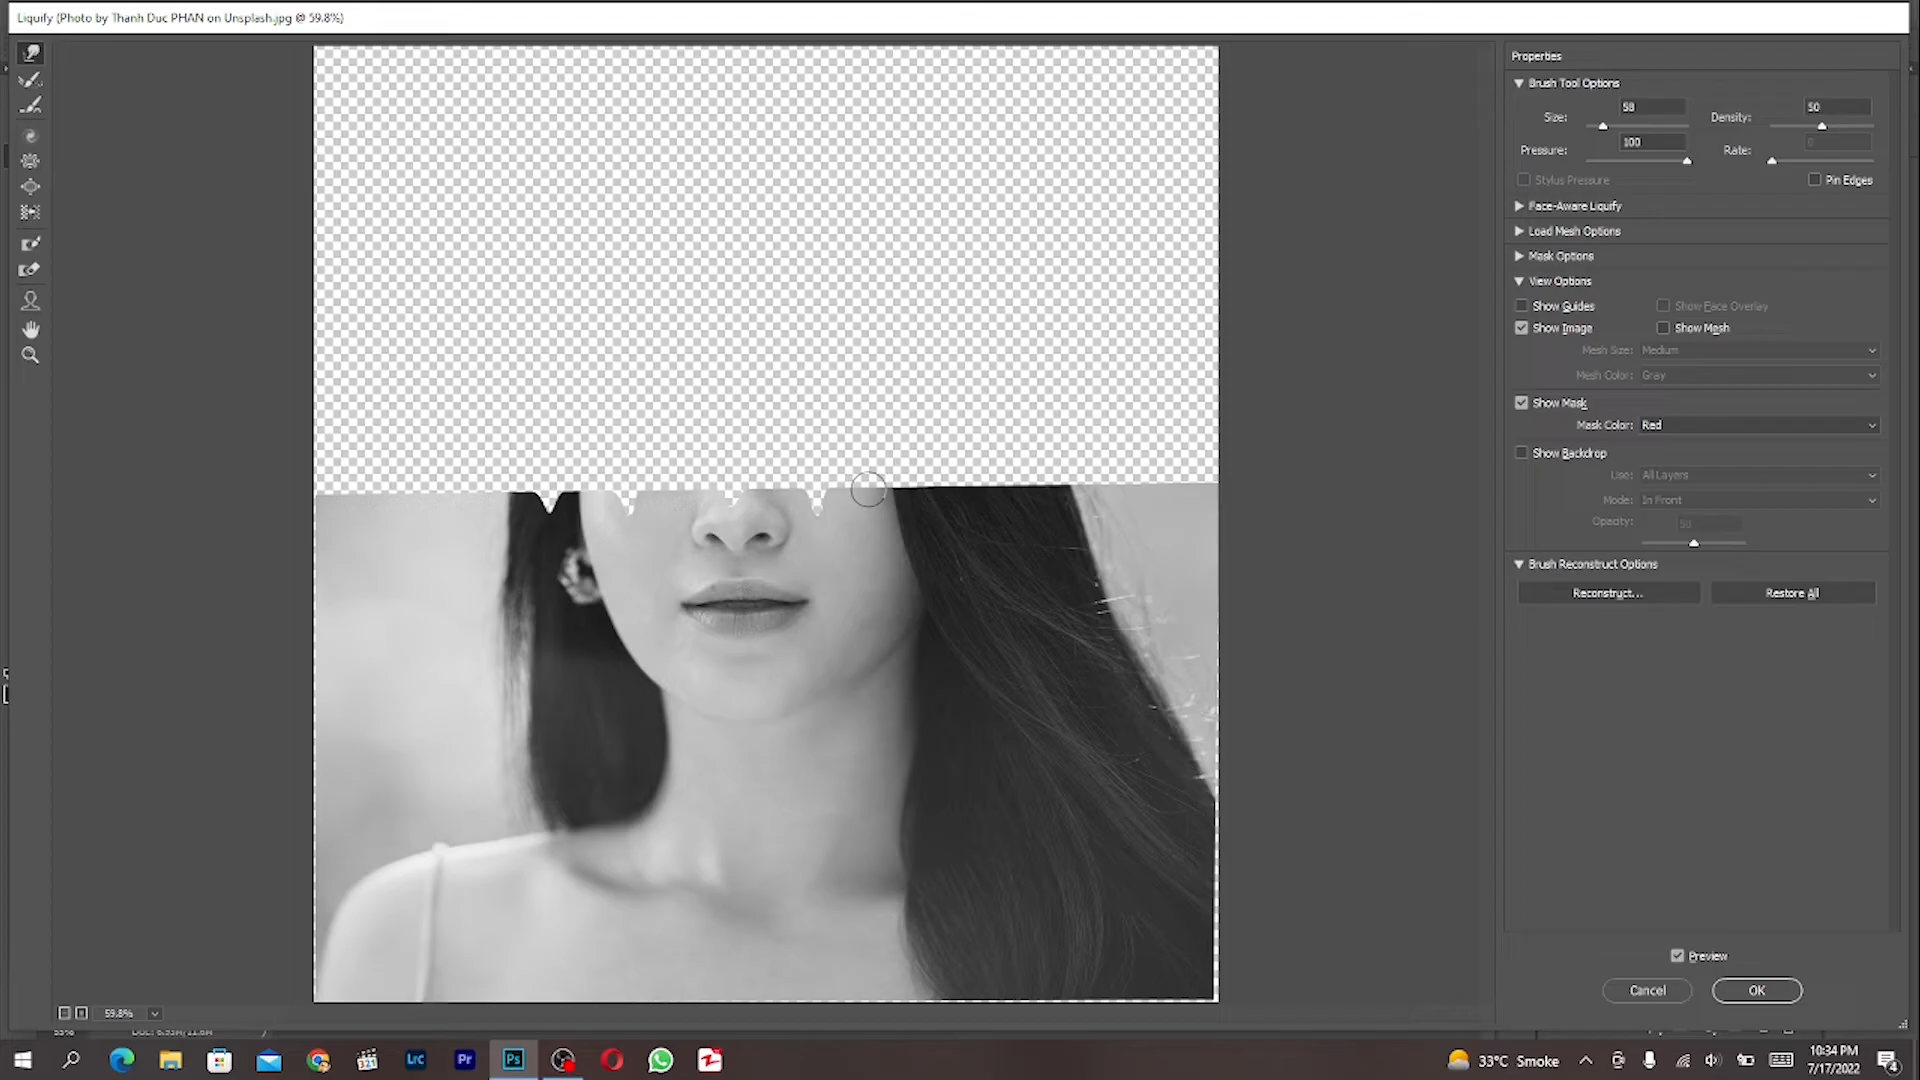 Liquify (Photo by Thanh Duc PHAN on Unsplash.jpg @ 59.8%)
Properties
Brush Tool Options
Size: 58 Density: 50
Pressure: 100 Rate: 0
Stylus Pressure Pin Edges
Face-Aware Liquify
Load Mesh Options
Mask Options
View Options
Show Guides Show Face Overlay
Show Image Show Mesh
Mesh Size: Medium
Mesh Color: Gray
Show Mask
Mask Color: Red
Show Backdrop
Use: All Layers
Mode: In Front
Opacity: 50
Brush Reconstruct Options
Reconstruct... Restore All
Preview
Cancel OK
59.8%
LrC Pr Ps
33°C Smoke
10:34 PM
7/17/2022
4